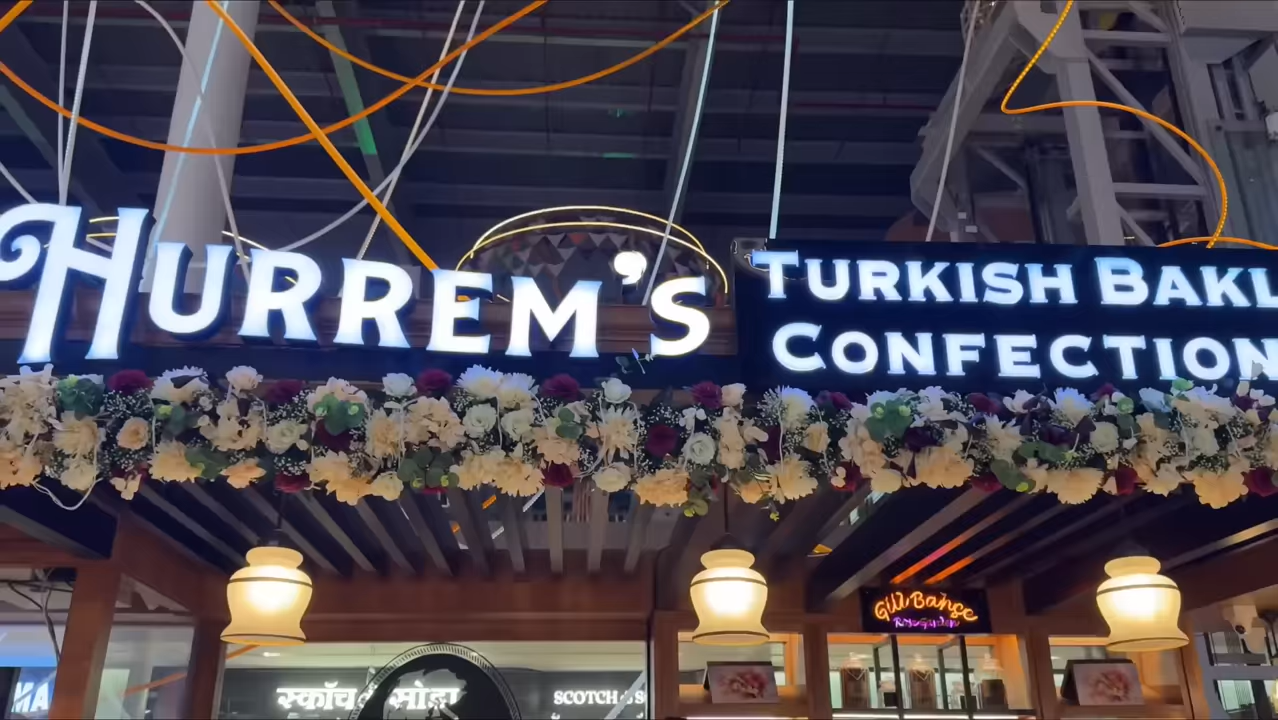 HURREM'S
TURKISH BAKL
CONFECTION
Gül Bahçe
स्कॉच सोडा
SCOTCH & S